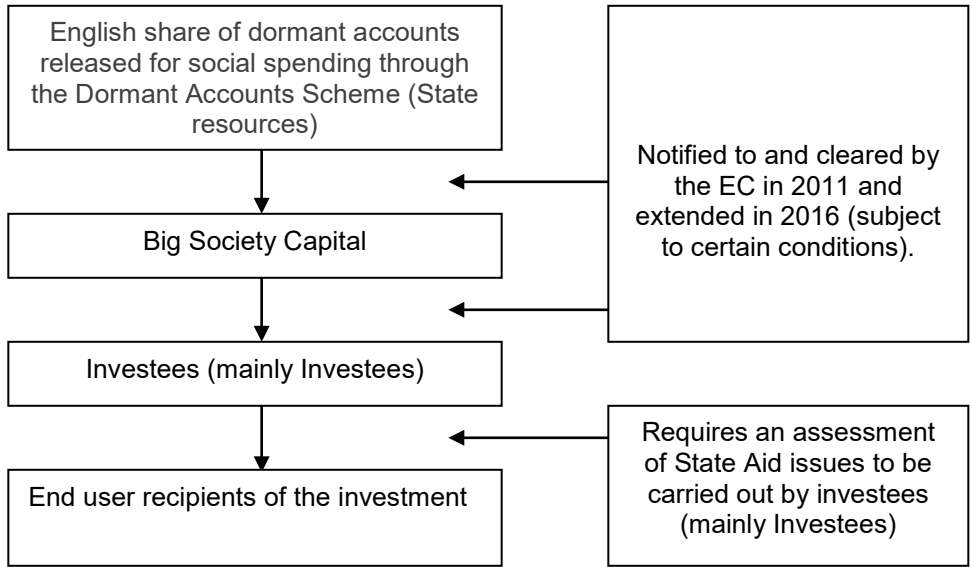 English share of dormant accounts
released for social spending through
the Dormant Accounts Scheme (State
resources)
Notified to and cleared by
the EC in 2011 and
extended in 2016 (subject
to certain conditions).
Big Society Capital
Investees (mainly Investees)
Requires an assessment
of State Aid issues to be
carried out by investees
(mainly Investees)
End user recipients of the investment